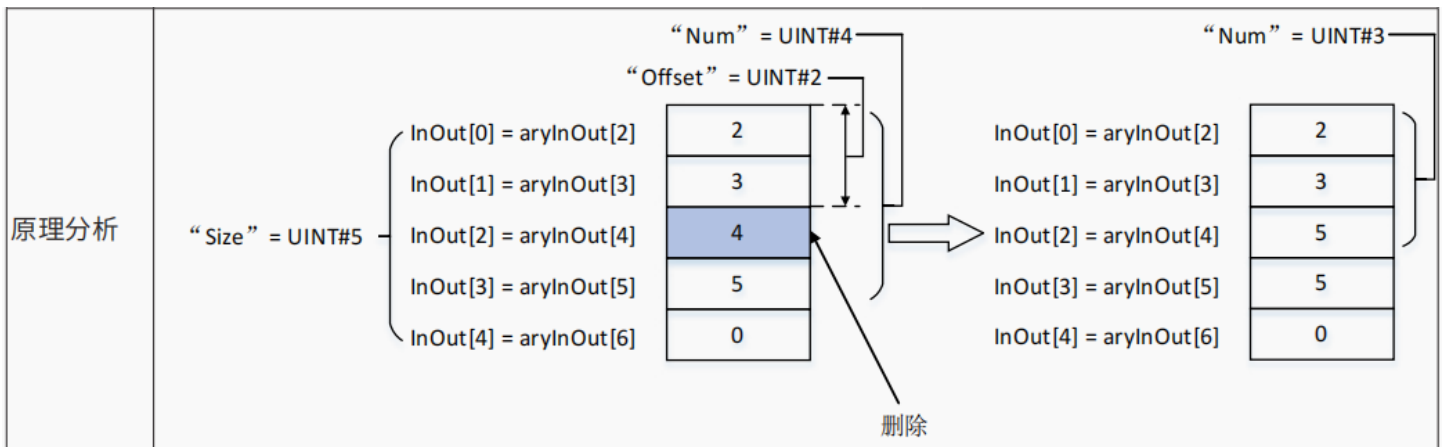 原理分析
“Size” = UINT#5
“Num” = UINT#4
“Offset” = UINT#2
InOut[0] = aryInOut[2] 2
InOut[1] = aryInOut[3] 3
InOut[2] = aryInOut[4] 4
InOut[3] = aryInOut[5] 5
InOut[4] = aryInOut[6] 0
删除
“Num” = UINT#3
InOut[0] = aryInOut[2] 2
InOut[1] = aryInOut[3] 3
InOut[2] = aryInOut[4] 5
InOut[3] = aryInOut[5] 5
InOut[4] = aryInOut[6] 0